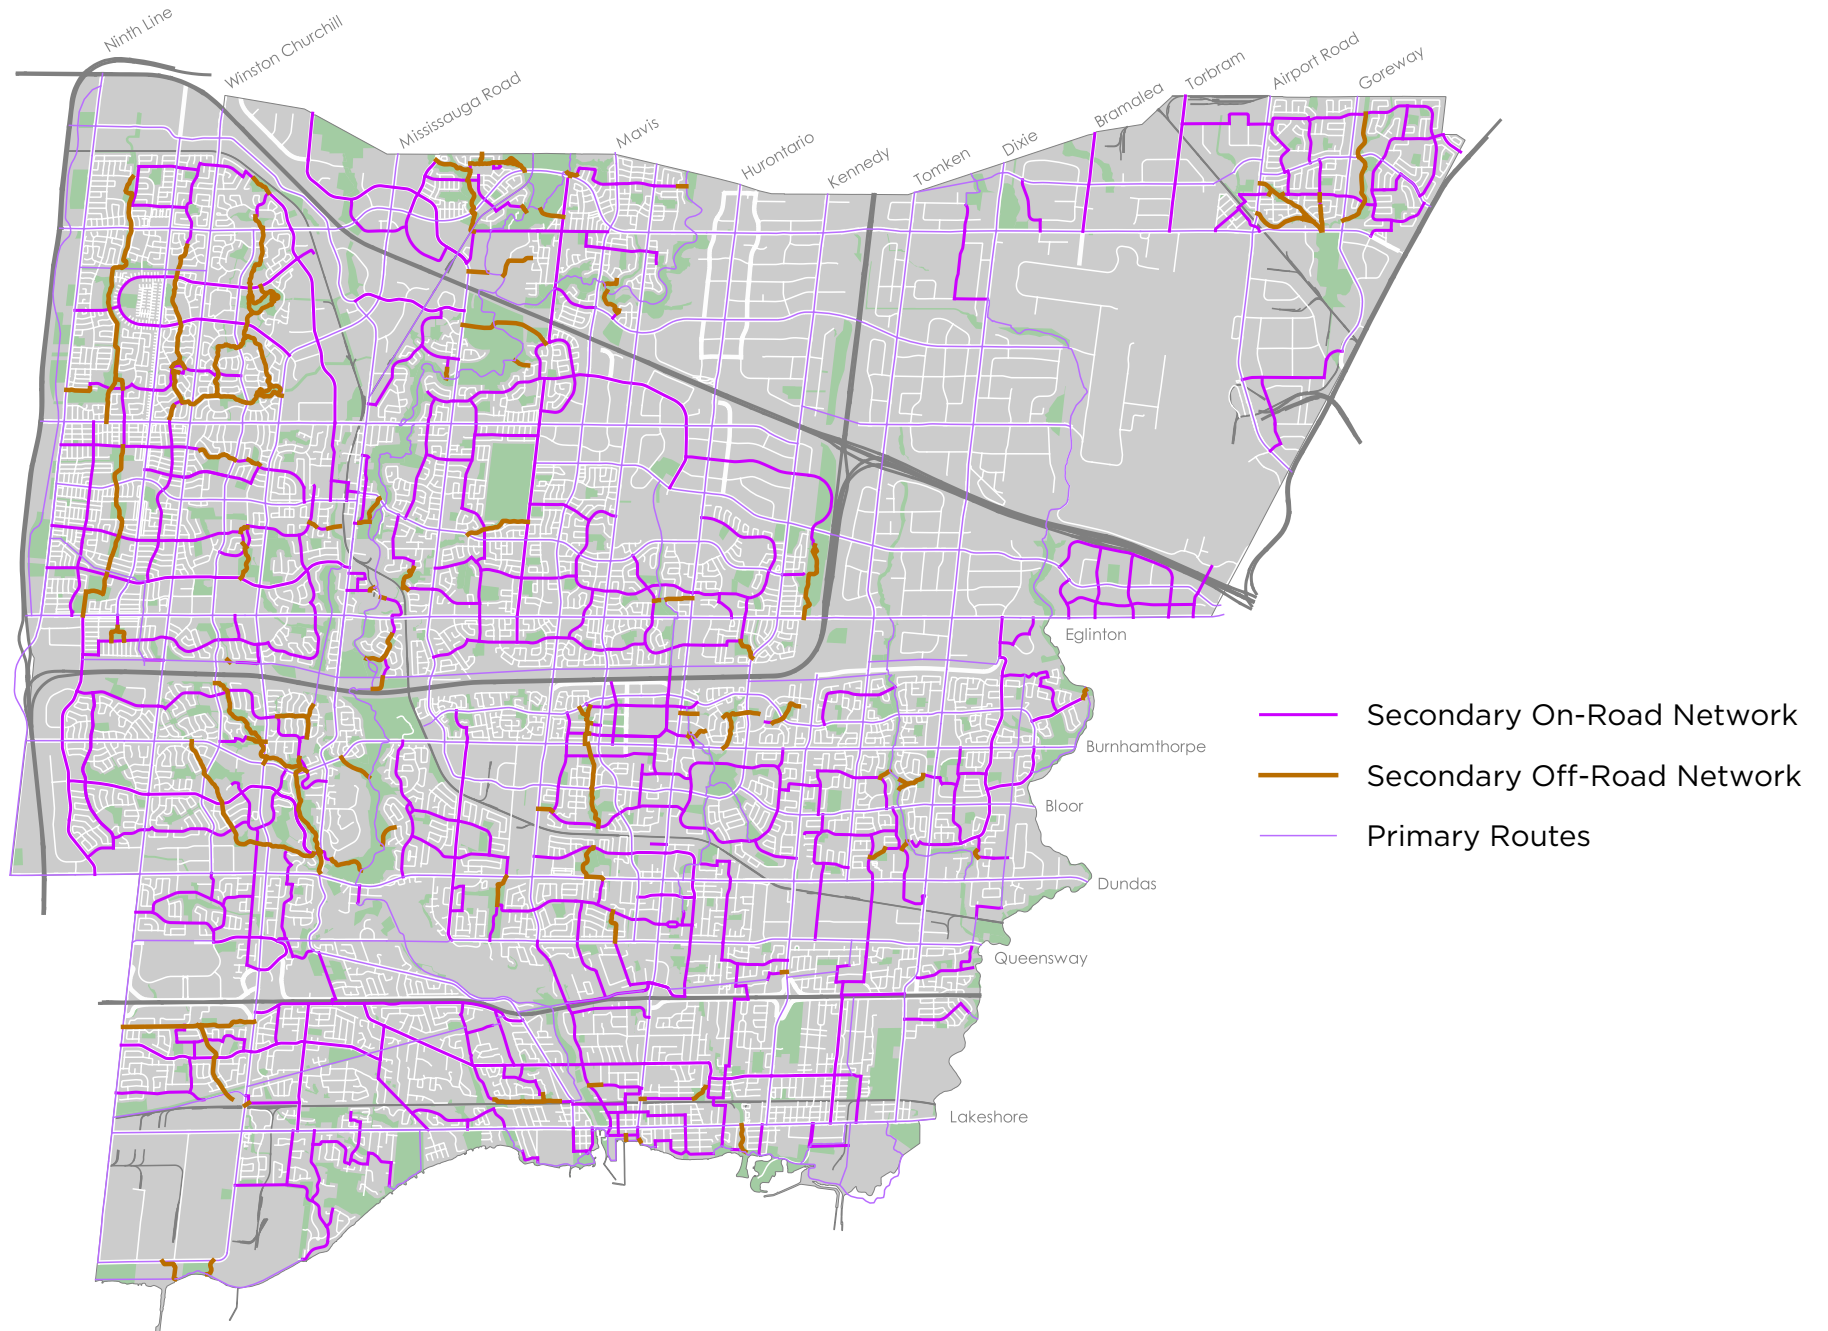 Ninth Line
Winston Churchill
Mississauga Road
Mavis
Hurontario
Kennedy
Tomken
Dixie
Bramalea
Torbram
Airport Road
Goreway
Eglinton
Secondary On-Road Network
Burnhamthorpe
Secondary Off-Road Network
Bloor
Primary Routes
Dundas
Queensway
Lakeshore